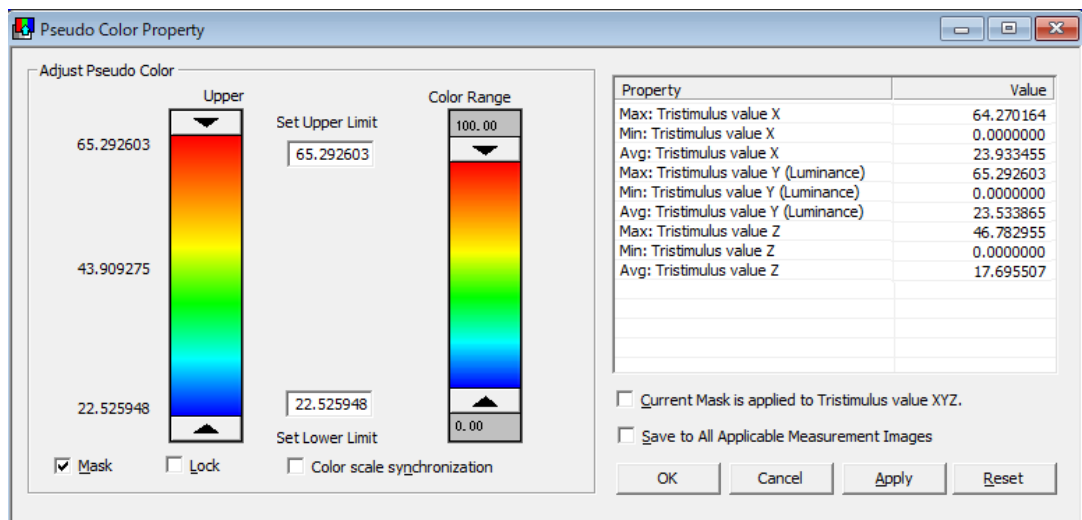 Pseudo Color Property
Adjust Pseudo Color
Upper
Color Range
65.292603
Set Upper Limit
65.292603
100.00
43.909275
22.525948
22.525948
Set Lower Limit
0.00
Mask
Lock
Color scale synchronization
Property Value
Max: Tristimulus value X 64.270164
Min: Tristimulus value X 0.0000000
Avg: Tristimulus value X 23.933455
Max: Tristimulus value Y (Luminance) 65.292603
Min: Tristimulus value Y (Luminance) 0.0000000
Avg: Tristimulus value Y (Luminance) 23.533865
Max: Tristimulus value Z 46.782955
Min: Tristimulus value Z 0.0000000
Avg: Tristimulus value Z 17.695507
Current Mask is applied to Tristimulus value XYZ.
Save to All Applicable Measurement Images
OK Cancel Apply Reset